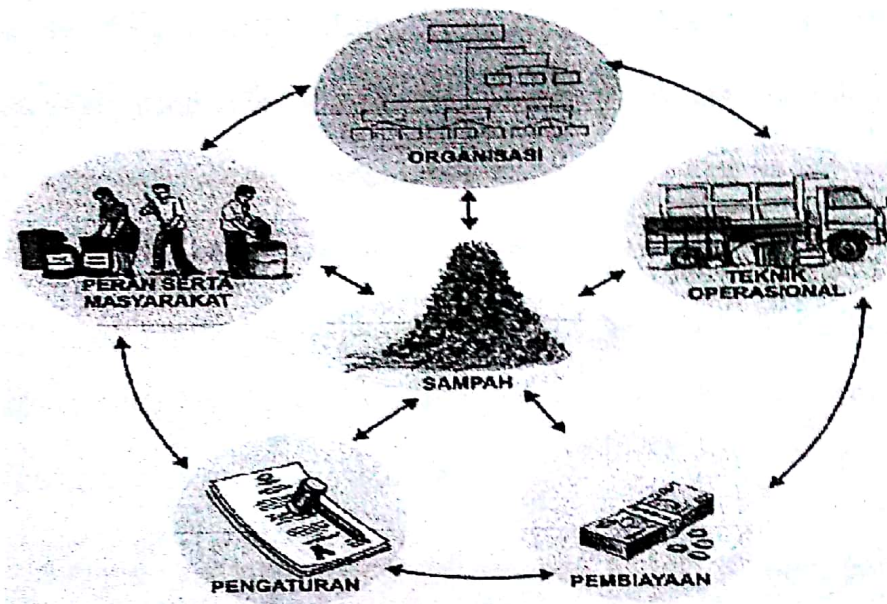 ORGANISASI
PERAN SERTA
MASYARAKAT
TEKNIK
OPERASIONAL
SAMPAH
PENGATURAN
PEMBIAYAAN